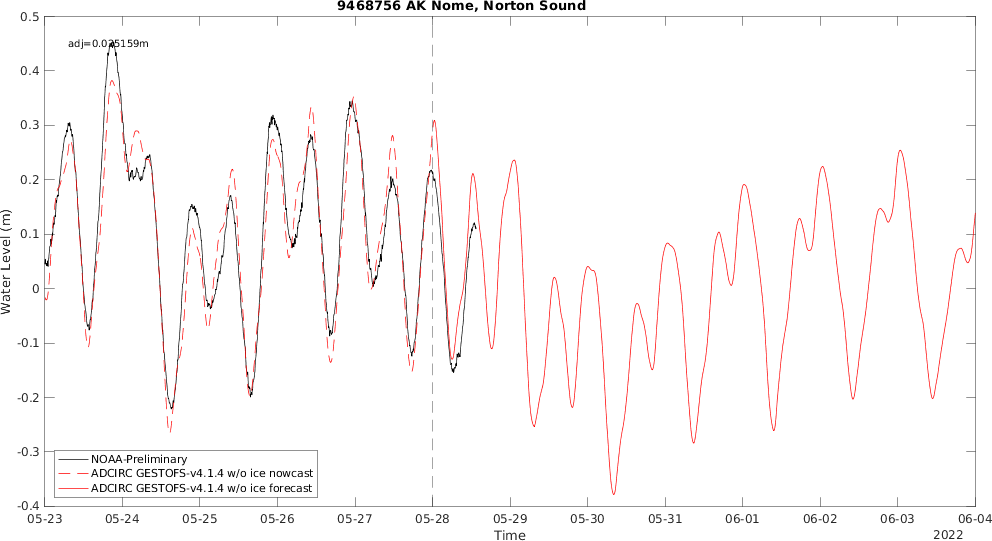 9468756 AK Nome, Norton Sound
adj=0.025159m
Water Level (m)
0.5
0.4
0.3
0.2
0.1
0
-0.1
-0.2
-0.3
-0.4
NOAA-Preliminary
ADCIRC GESTOFS-v4.1.4 w/o ice nowcast
ADCIRC GESTOFS-v4.1.4 w/o ice forecast
05-23 05-24 05-25 05-26 05-27 05-28 05-29 05-30 05-31 06-01 06-02 06-03 06-04
Time
2022